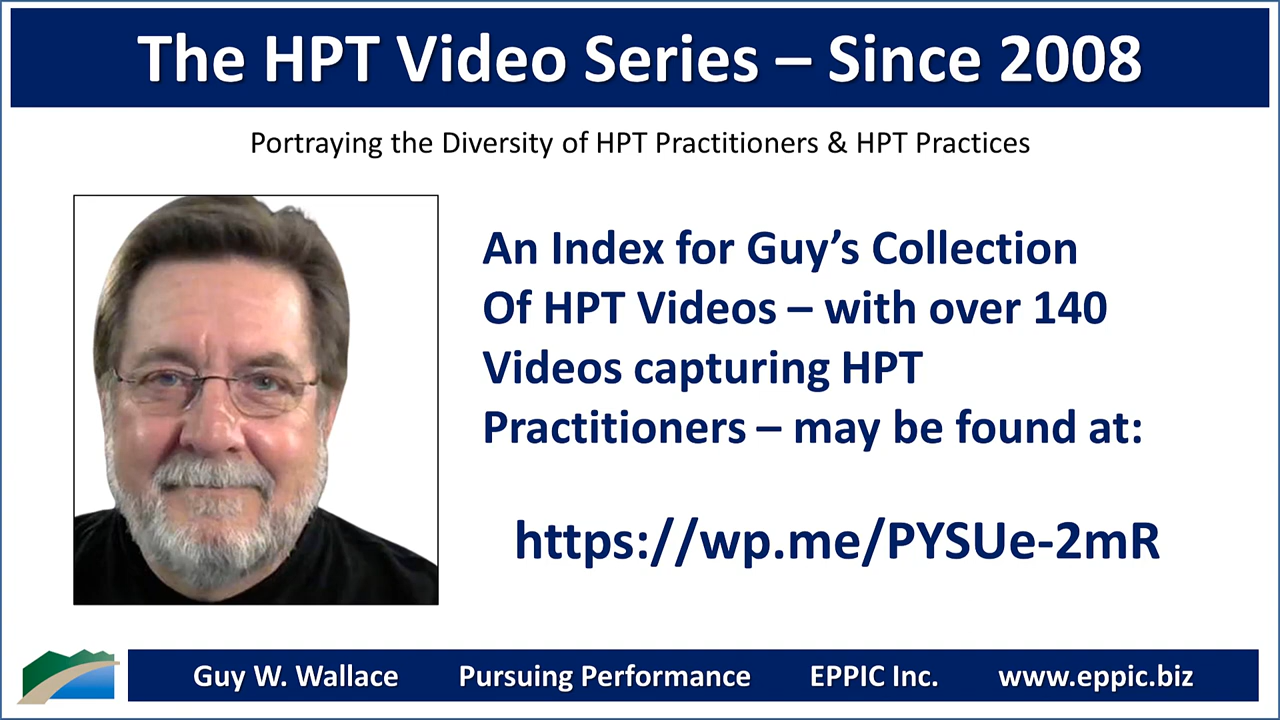 The HPT Video Series – Since 2008
Portraying the Diversity of HPT Practitioners & HPT Practices
An Index for Guy’s Collection
Of HPT Videos – with over 140
Videos capturing HPT
Practitioners – may be found at:
https://wp.me/PYSUe-2mR
Guy W. Wallace Pursuing Performance EPPIC Inc. www.eppic.biz